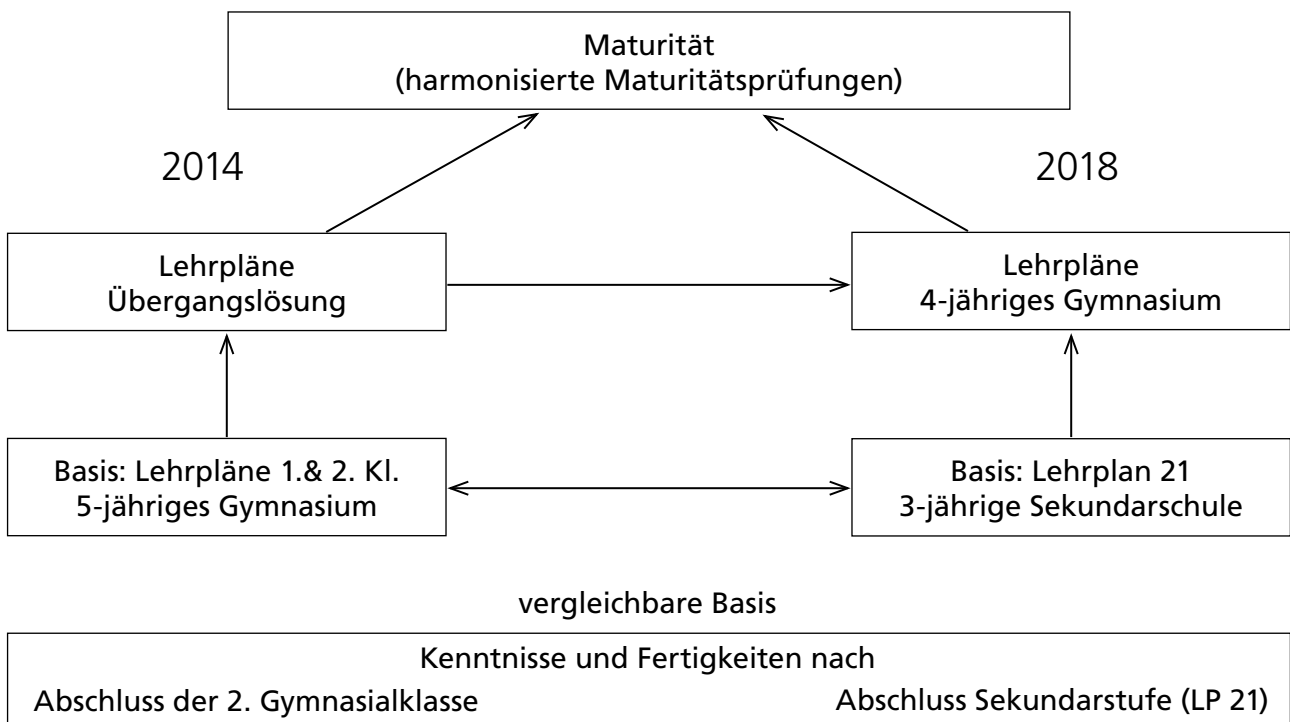 Maturität
(harmonisierte Maturitätsprüfungen)
2014
2018
Lehrpläne
Übergangslösung
Lehrpläne
4-jähriges Gymnasium
Basis: Lehrpläne 1.& 2. Kl.
5-jähriges Gymnasium
Basis: Lehrplan 21
3-jährige Sekundarschule
vergleichbare Basis
Kenntnisse und Fertigkeiten nach
Abschluss der 2. Gymnasialklasse
Abschluss Sekundarstufe (LP 21)